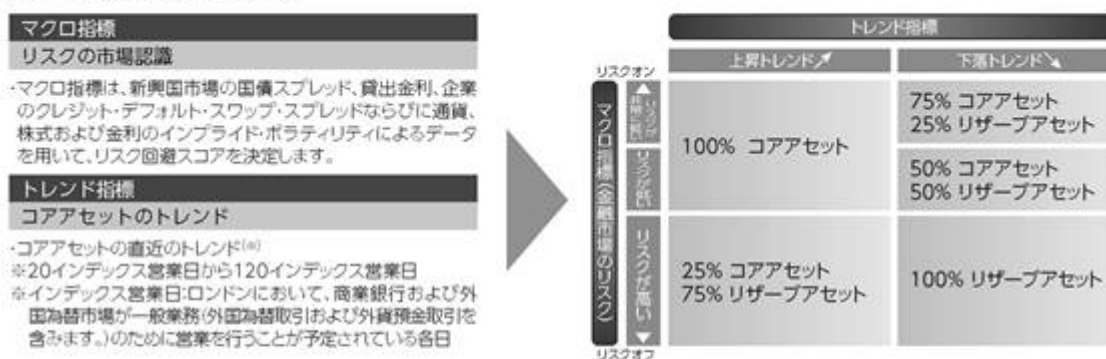 マクロ指標
リスクの市場認識
・マクロ指標は、新興国市場の国債スプレッド、貸出金利、企業
のクレジット・デフォルト・スワップ・スプレッドならびに通貨、
株式および金利のインプライド・ボラティリティによるデータ
を用いて、リスク回避スコアを決定します。
トレンド指標
コアアセットのトレンド
・コアアセットの直近のトレンド(※)
※20インデックス営業日から120インデックス営業日
※インデックス営業日:ロンドンにおいて、商業銀行および外
国為替市場が一般業務(外国為替取引および外貨預金取引を
含みます。)のために営業を行うことが予定されている各日
トレンド指標
上昇トレンド↗
下落トレンド↘
リスクオン
マクロ指標(金融市場のリスク)
リスクが
リスクが低い
リスクが高い
リスクオフ
100% コアアセット
75% コアアセット
25% リザーブアセット
50% コアアセット
50% リザーブアセット
25% コアアセット
75% リザーブアセット
100% リザーブアセット